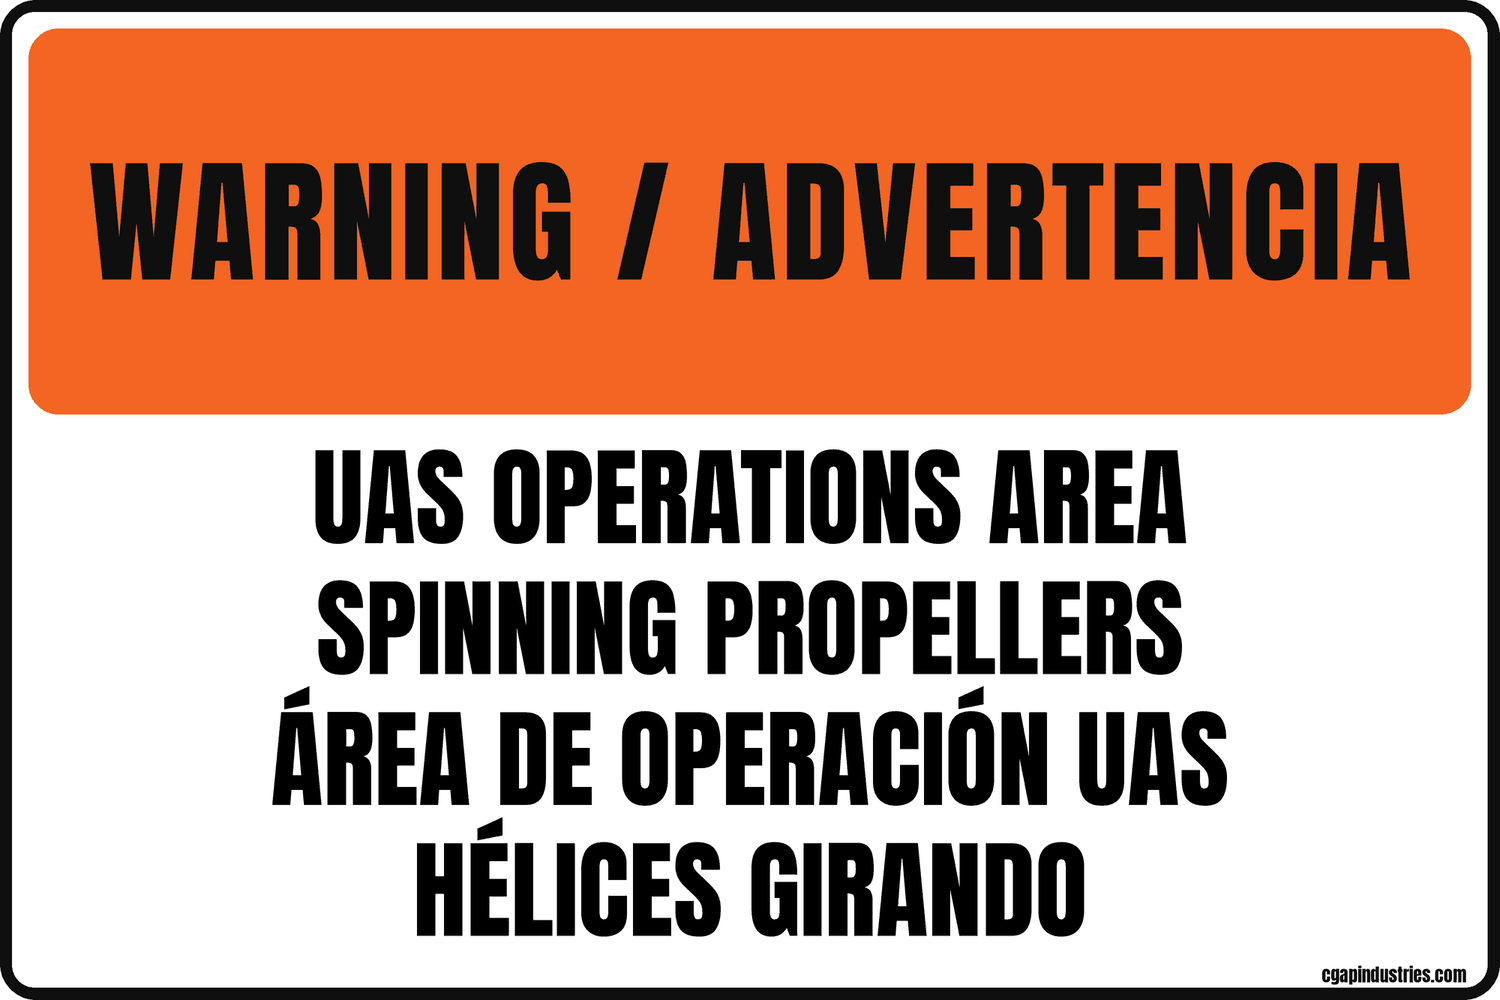 WARNING / ADVERTENCIA
UAS OPERATIONS AREA
SPINNING PROPELLERS
ÁREA DE OPERACIÓN UAS
HÉLICES GIRANDO
cgapindustries.com